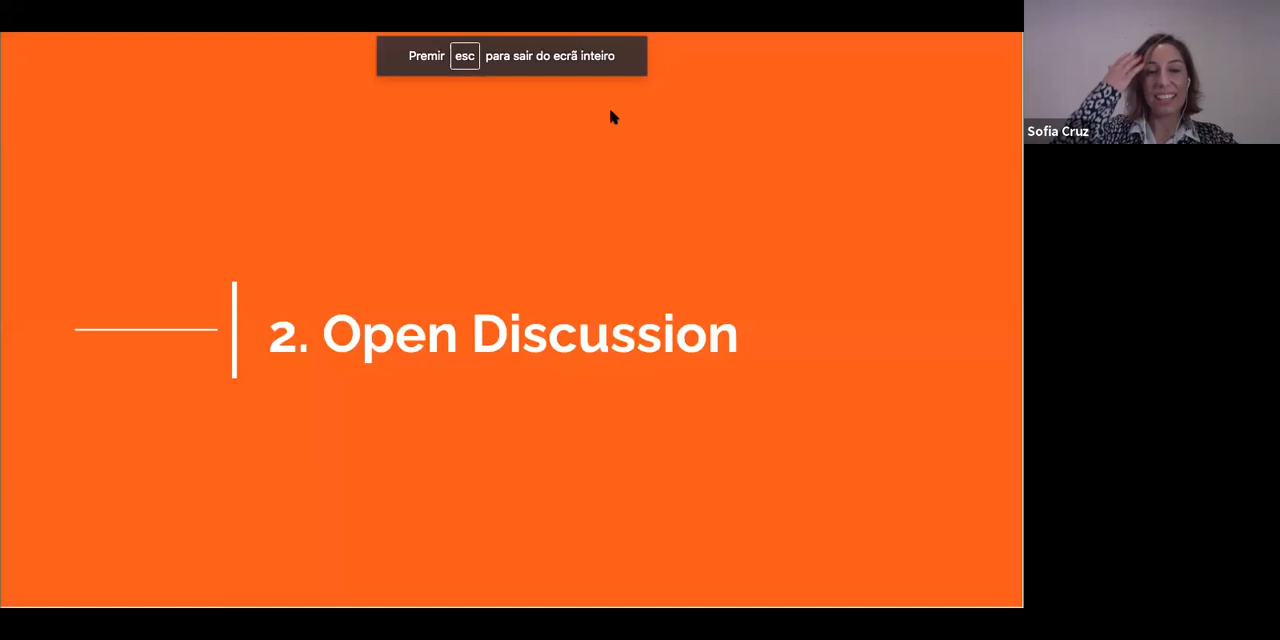 Premir esc para sair do ecrã inteiro
Sofia Cruz
2. Open Discussion